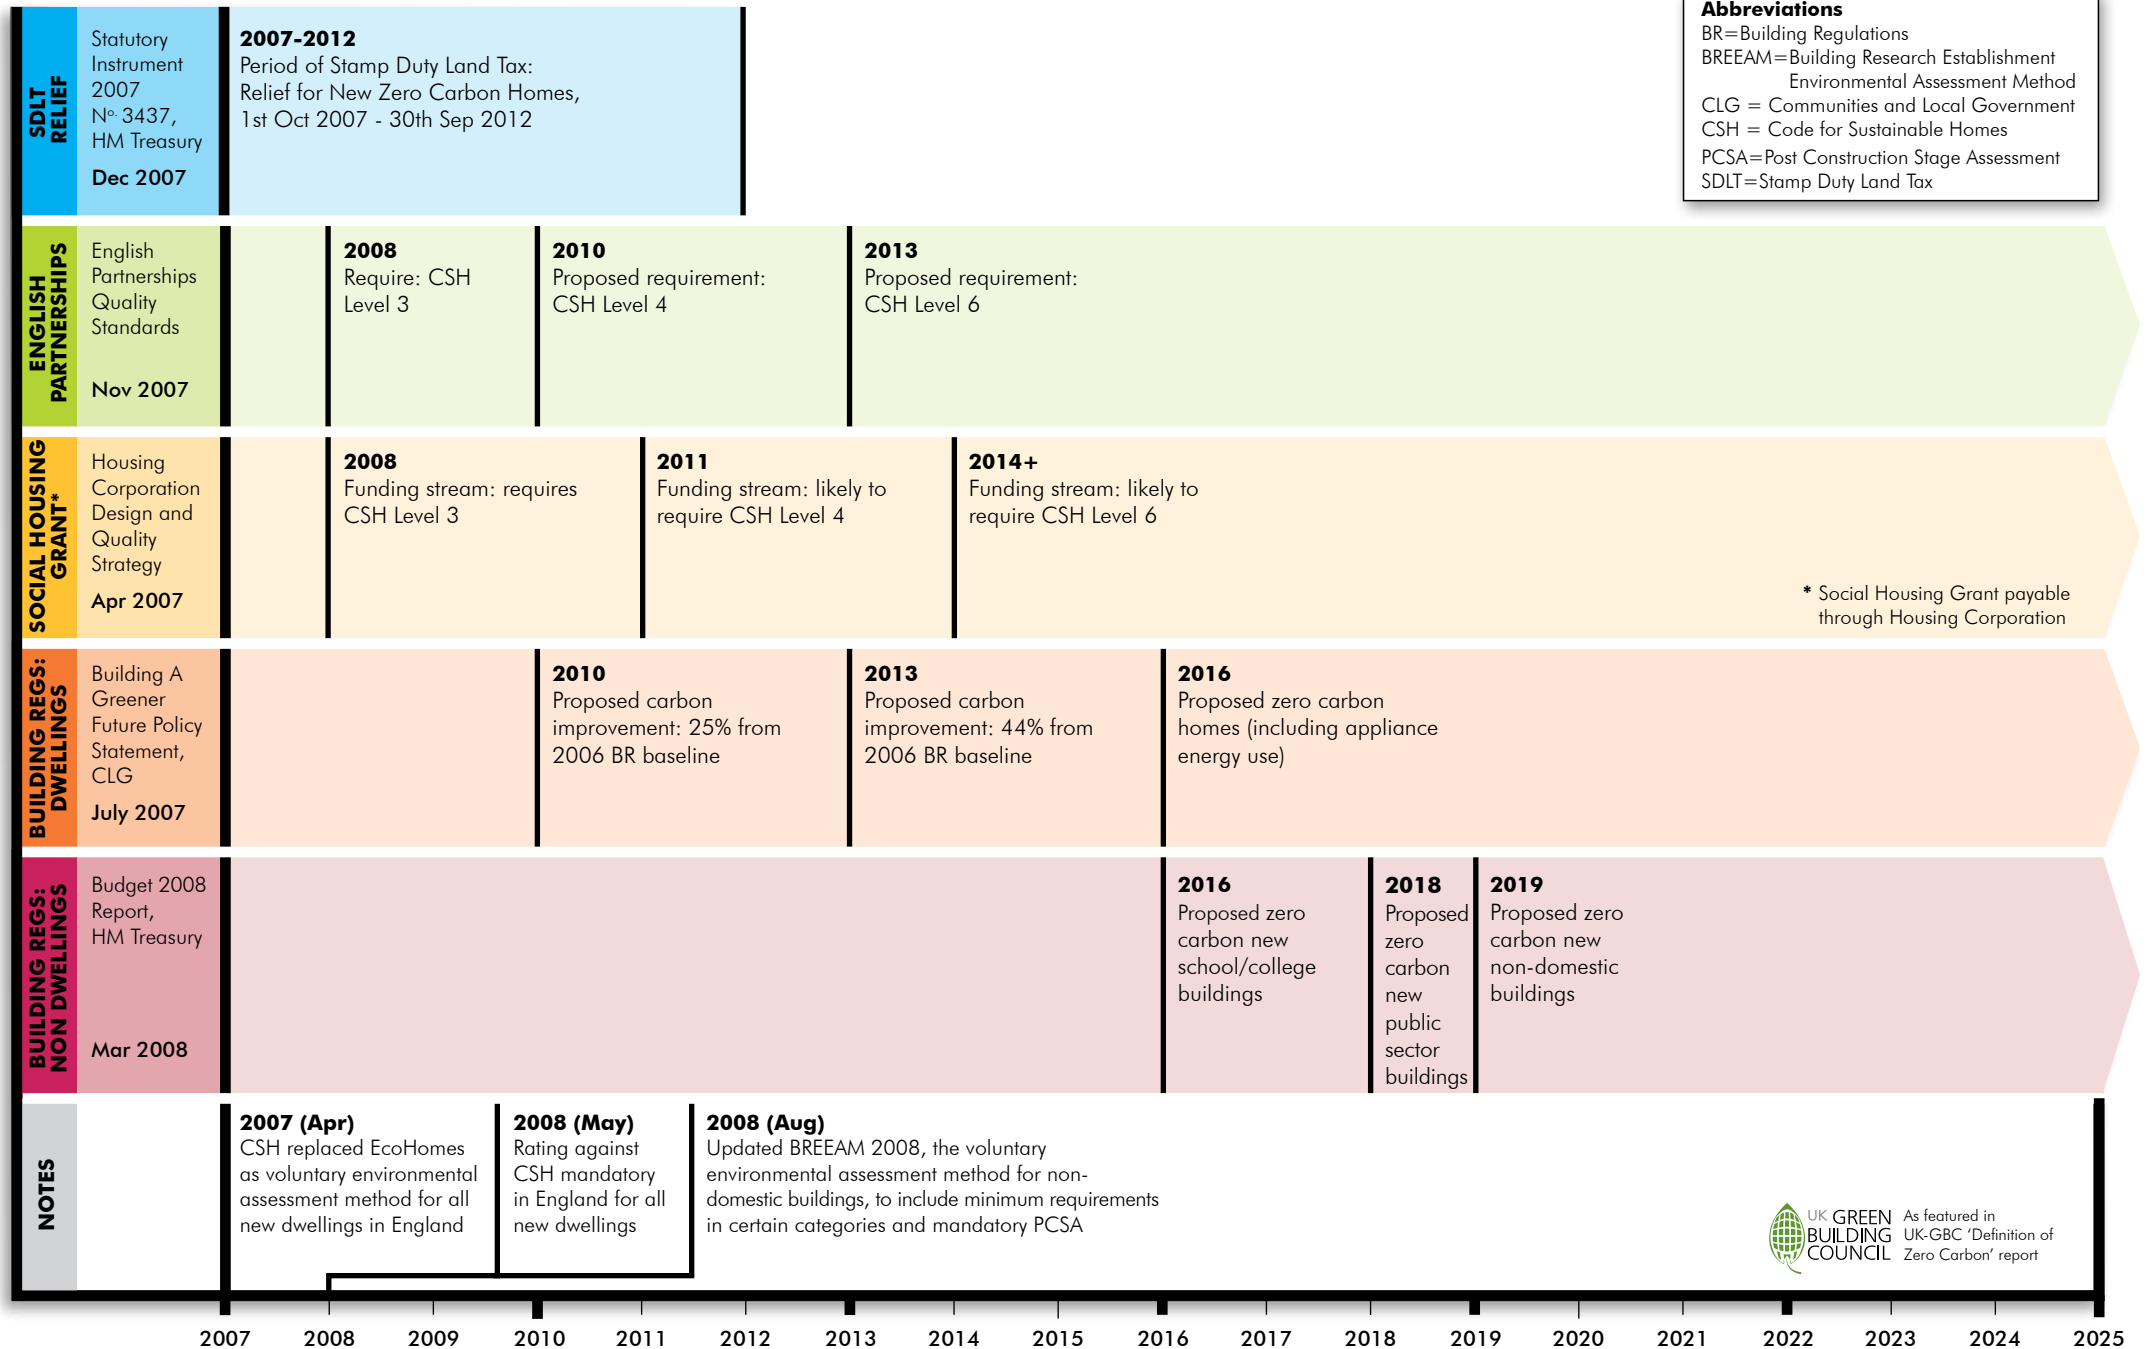 Abbreviations
BR=Building Regulations
BREEAM=Building Research Establishment
Environmental Assessment Method
CLG = Communities and Local Government
CSH = Code for Sustainable Homes
PCSA=Post Construction Stage Assessment
SDLT=Stamp Duty Land Tax
SDLT
RELIEF
Statutory
Instrument
2007
No. 3437,
HM Treasury
Dec 2007
2007-2012
Period of Stamp Duty Land Tax:
Relief for New Zero Carbon Homes,
1st Oct 2007 - 30th Sep 2012
ENGLISH
PARTNERSHIPS
English
Partnerships
Quality
Standards
Nov 2007
2008
Require: CSH
Level 3
2010
Proposed requirement:
CSH Level 4
2013
Proposed requirement:
CSH Level 6
SOCIAL HOUSING
GRANT*
Housing
Corporation
Design and
Quality
Strategy
Apr 2007
2008
Funding stream: requires
CSH Level 3
2011
Funding stream: likely to
require CSH Level 4
2014+
Funding stream: likely to
require CSH Level 6
* Social Housing Grant payable
through Housing Corporation
BUILDING REGS:
DWELLINGS
Building A
Greener
Future Policy
Statement,
CLG
July 2007
2010
Proposed carbon
improvement: 25% from
2006 BR baseline
2013
Proposed carbon
improvement: 44% from
2006 BR baseline
2016
Proposed zero carbon
homes (including appliance
energy use)
BUILDING REGS:
NON DWELLINGS
Budget 2008
Report,
HM Treasury
Mar 2008
2016
Proposed zero
carbon new
school/college
buildings
2018
Proposed
zero
carbon
new
public
sector
buildings
2019
Proposed zero
carbon new
non-domestic
buildings
NOTES
2007 (Apr)
CSH replaced EcoHomes
as voluntary environmental
assessment method for all
new dwellings in England
2008 (May)
Rating against
CSH mandatory
in England for all
new dwellings
2008 (Aug)
Updated BREEAM 2008, the voluntary
environmental assessment method for non-
domestic buildings, to include minimum requirements
in certain categories and mandatory PCSA
UK GREEN
BUILDING
COUNCIL
As featured in
UK-GBC ‘Definition of
Zero Carbon’ report
2007 2008 2009 2010 2011 2012 2013 2014 2015 2016 2017 2018 2019 2020 2021 2022 2023 2024 2025